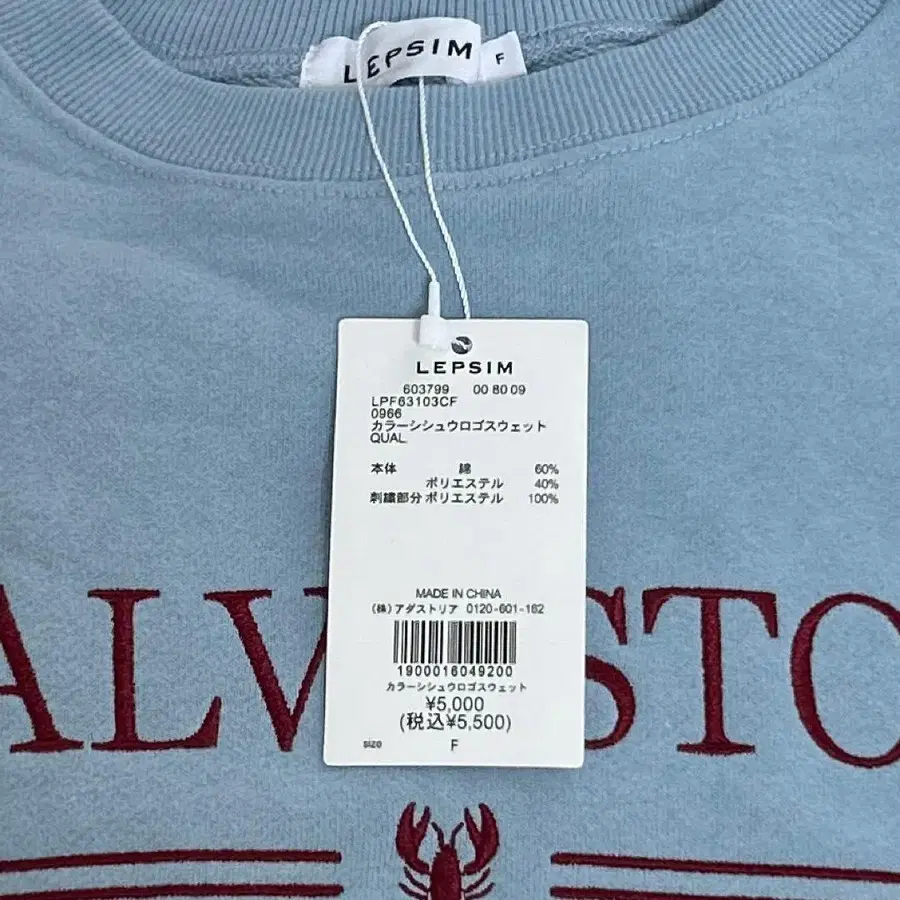 LEPSIM
F
LEPSIM
603799 00 80 09
LPF63103CF
0966
カラーシシュウロゴスウェット
QUAL.
本体 綿 60%
ポリエステル 40%
刺繍部分 ポリエステル 100%
MADE IN CHINA
(株)アダストリア 0120-601-162
1900016049200
カラーシシュウロゴスウェット
¥5,000
(税込¥5,500)
size F
ALV STO